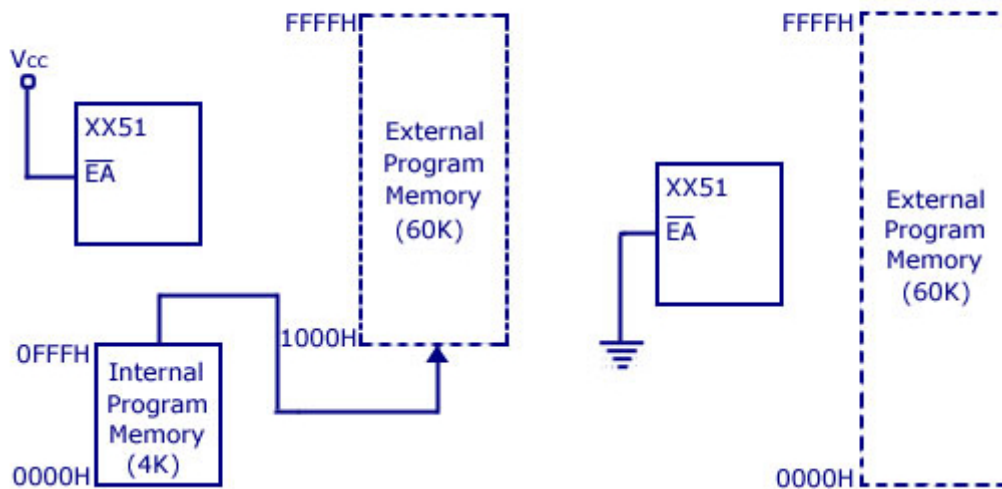 FFFFH
Vcc
XX51
EA
External
Program
Memory
(60K)
1000H
0FFFH
Internal
Program
Memory
(4K)
0000H
FFFFH
XX51
EA
External
Program
Memory
(60K)
0000H